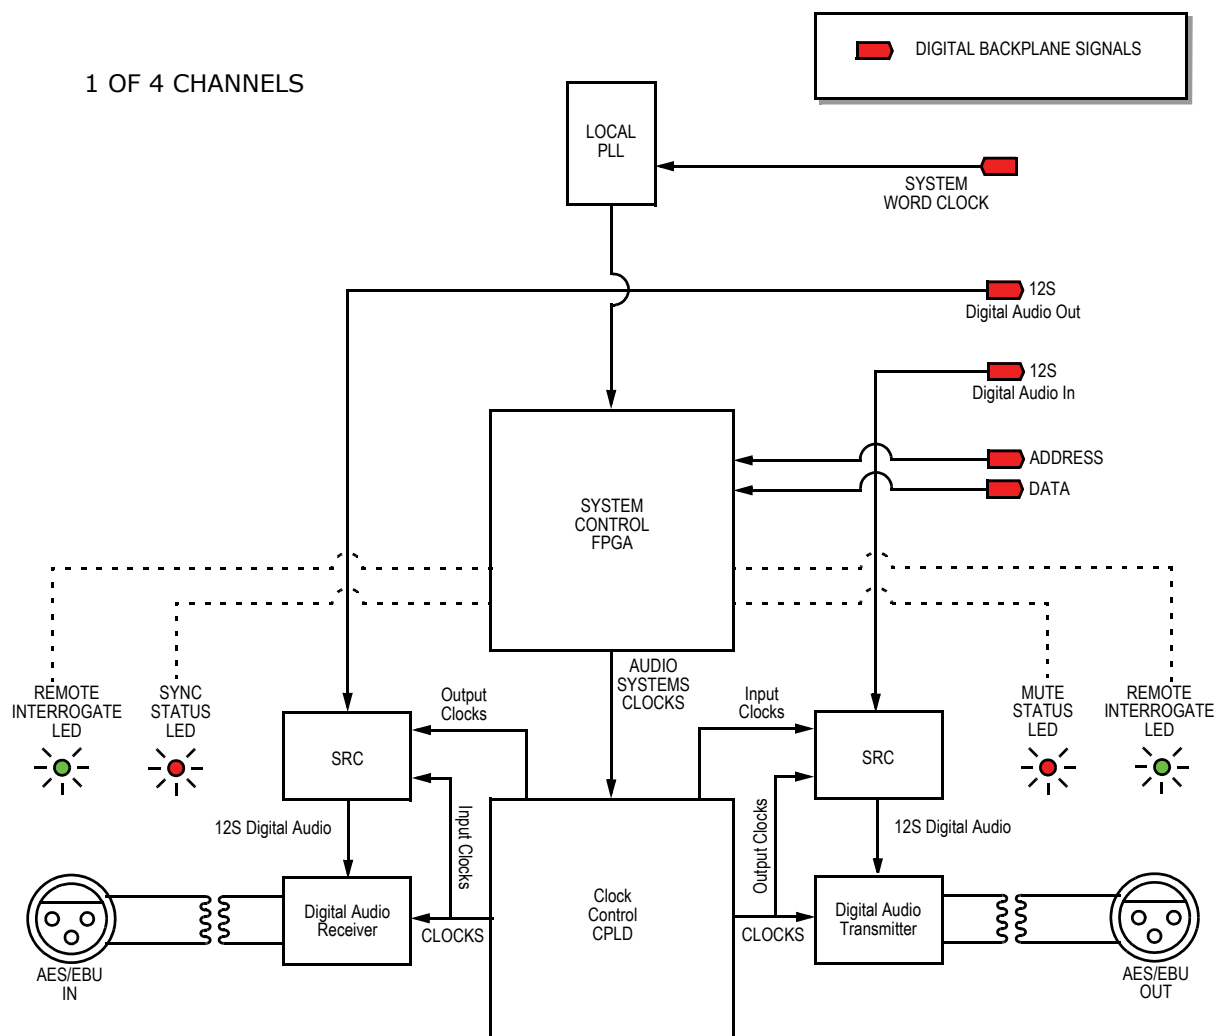 1 OF 4 CHANNELS
DIGITAL BACKPLANE SIGNALS
LOCAL
PLL
SYSTEM
WORD CLOCK
12S
Digital Audio Out
12S
Digital Audio In
ADDRESS
DATA
SYSTEM
CONTROL
FPGA
REMOTE
INTERROGATE
LED
SYNC
STATUS
LED
Output
Clocks
AUDIO
SYSTEMS
CLOCKS
Input
Clocks
MUTE
STATUS
LED
REMOTE
INTERROGATE
LED
SRC
SRC
12S Digital Audio
Input Clocks
Output Clocks
12S Digital Audio
Digital Audio
Receiver
CLOCKS
Clock
Control
CPLD
CLOCKS
Digital Audio
Transmitter
AES/EBU
IN
AES/EBU
OUT